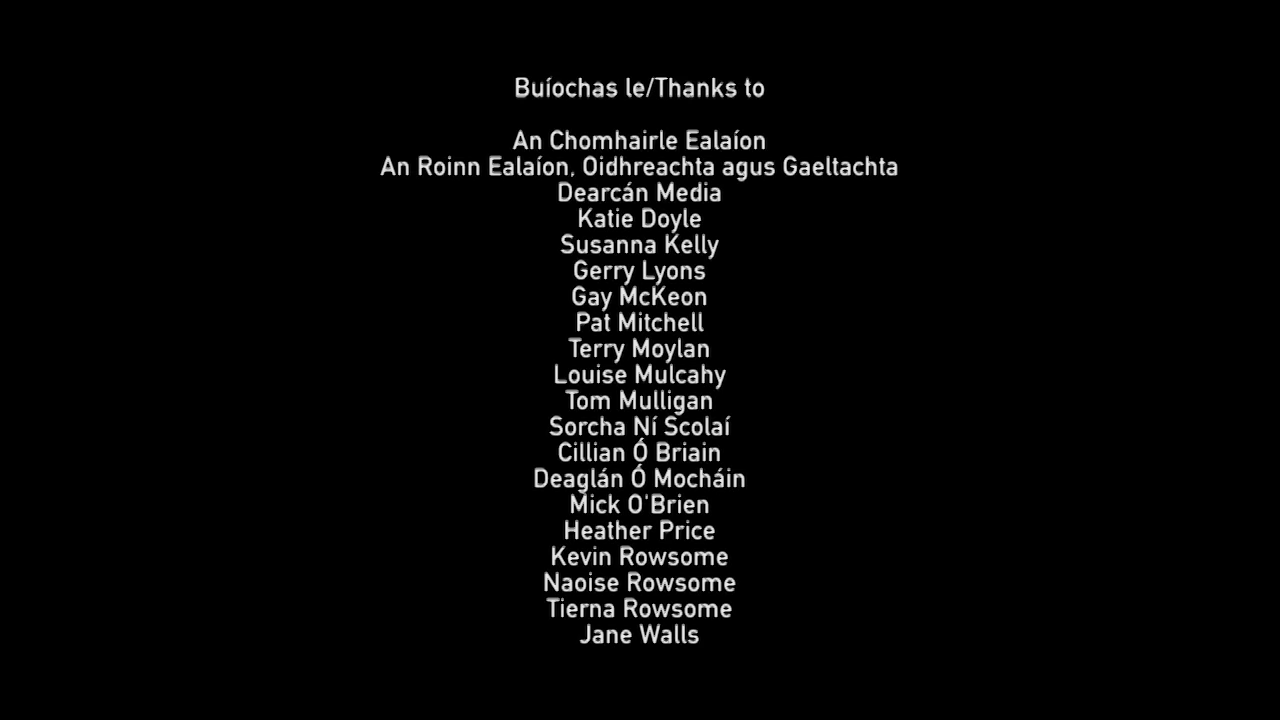 Buíochas le/Thanks to
An Chomhairle Ealaíon
An Roinn Ealaíon, Oidhreachta agus Gaeltachta
Dearcán Media
Katie Doyle
Susanna Kelly
Gerry Lyons
Gay McKeon
Pat Mitchell
Terry Moylan
Louise Mulcahy
Tom Mulligan
Sorcha Ní Scolaí
Cillian Ó Briain
Deaglán Ó Mocháin
Mick O'Brien
Heather Price
Kevin Rowsome
Naoise Rowsome
Tierna Rowsome
Jane Walls